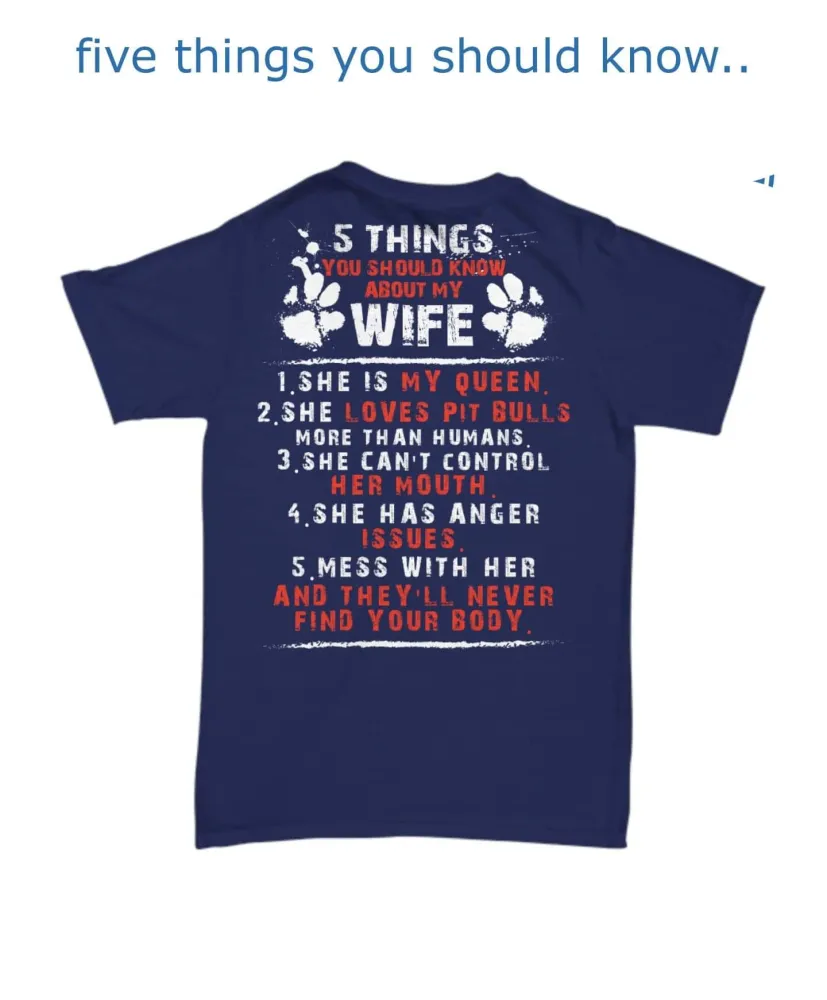 five things you should know..
5 THINGS
YOU SHOULD KNOW
ABOUT MY
WIFE
1.SHE IS MY QUEEN.
2.SHE LOVES PIT BULLS
MORE THAN HUMANS.
3.SHE CAN'T CONTROL
HER MOUTH.
4.SHE HAS ANGER
ISSUES.
5.MESS WITH HER
AND THEY'LL NEVER
FIND YOUR BODY.